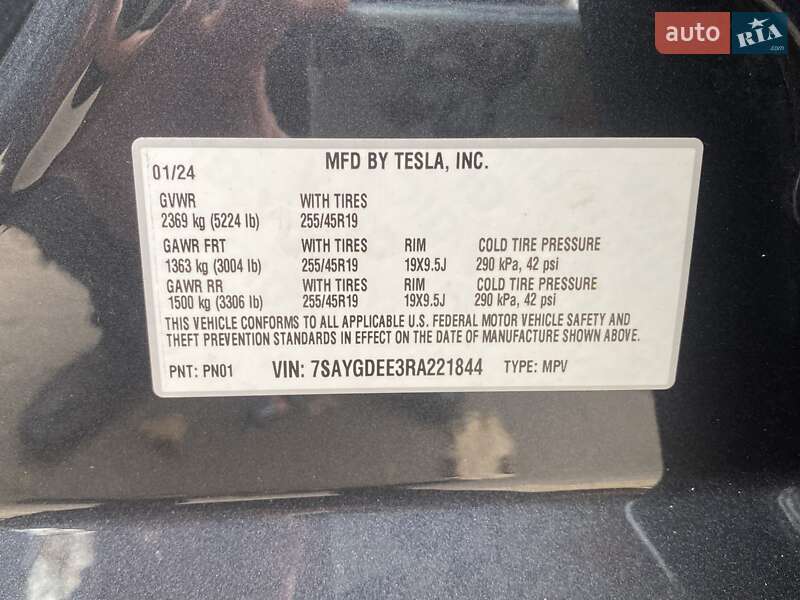 auto RIA.com
MFD BY TESLA, INC.
01/24
GVWR WITH TIRES
2369 kg (5224 lb) 255/45R19
GAWR FRT WITH TIRES RIM COLD TIRE PRESSURE
1363 kg (3004 lb) 255/45R19 19X9.5J 290 kPa, 42 psi
GAWR RR WITH TIRES RIM COLD TIRE PRESSURE
1500 kg (3306 lb) 255/45R19 19X9.5J 290 kPa, 42 psi
THIS VEHICLE CONFORMS TO ALL APPLICABLE U.S. FEDERAL MOTOR VEHICLE SAFETY AND
THEFT PREVENTION STANDARDS IN EFFECT ON THE DATE OF MANUFACTURE SHOWN ABOVE.
PNT: PN01 VIN: 7SAYGDEE3RA221844 TYPE: MPV